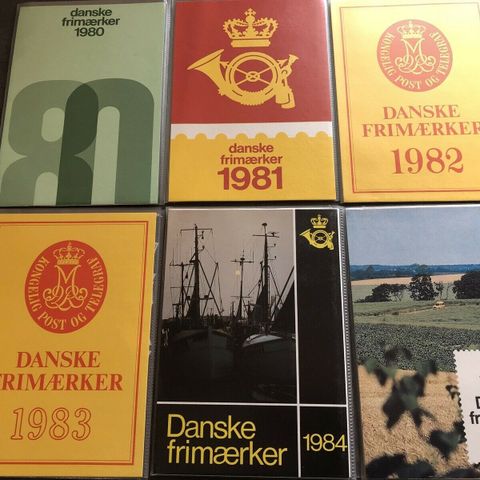 danske
frimærker
1980
80
danske
frimærker
1981
KONGELIG POST OG TELEGRAF
DANSKE
FRIMÆRKER
1982
KONGELIG POST OG TELEGRAF
DANSKE
FRIMÆRKER
1983
Danske
frimærker
1984